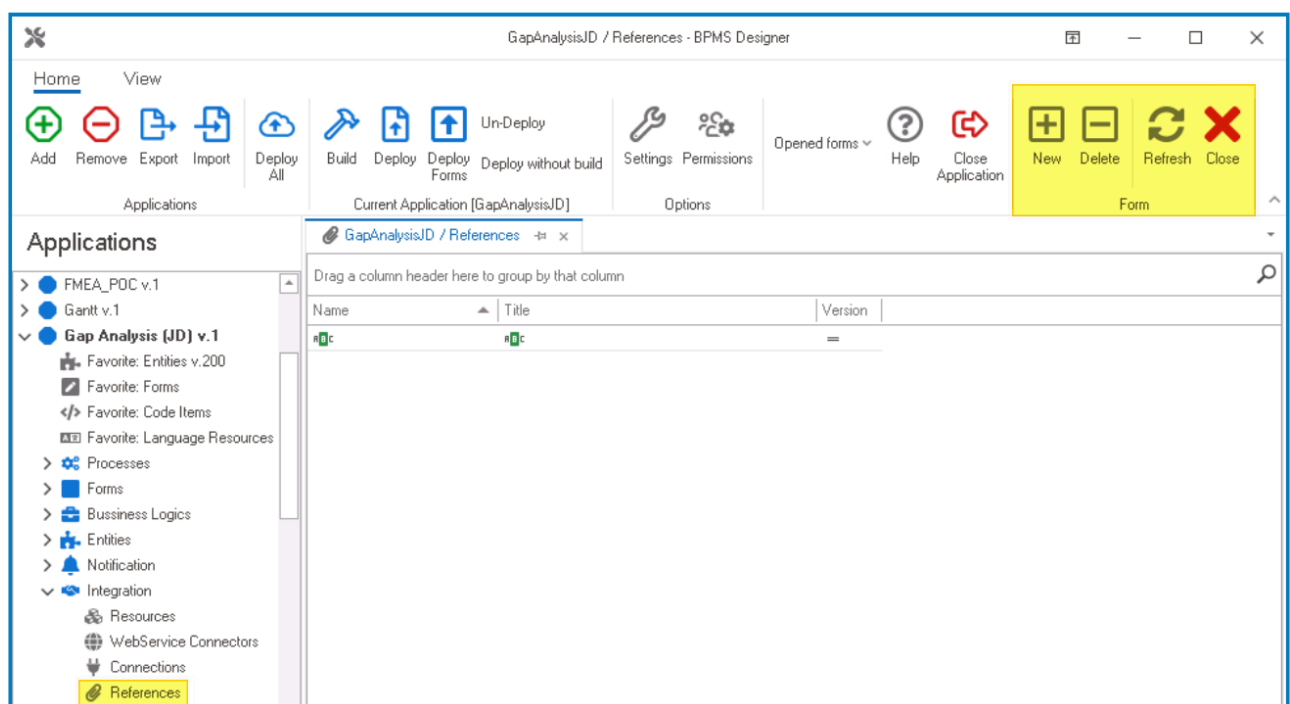 GapAnalysisJD / References - BPMS Designer
Home View
Add Remove Export Import Deploy All Build Deploy Deploy Forms Un-Deploy Deploy without build Settings Permissions Opened forms Help Close Application New Delete Refresh Close
Applications Current Application [GapAnalysisJD] Options Form
Applications
GapAnalysisJD / References
Drag a column header here to group by that column
Name Title Version
ABC ABC =
FMEA_POC v.1
Gantt v.1
Gap Analysis (JD) v.1
Favorite: Entities v.200
Favorite: Forms
Favorite: Code Items
Favorite: Language Resources
Processes
Forms
Bussiness Logics
Entities
Notification
Integration
Resources
WebService Connectors
Connections
References